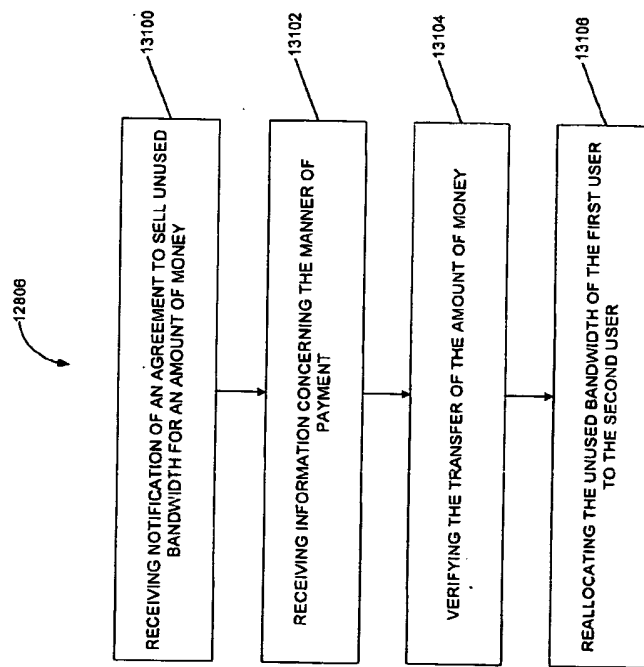 12806
RECEIVING NOTIFICATION OF AN AGREEMENT TO SELL UNUSED
BANDWIDTH FOR AN AMOUNT OF MONEY
13100
RECEIVING INFORMATION CONCERNING THE MANNER OF
PAYMENT
13102
VERIFYING THE TRANSFER OF THE AMOUNT OF MONEY
13104
REALLOCATING THE UNUSED BANDWIDTH OF THE FIRST USER
TO THE SECOND USER
13106